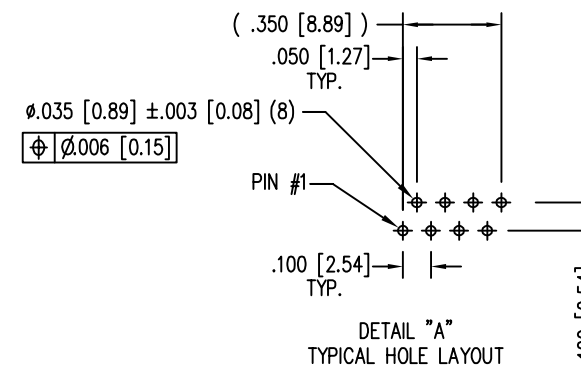 ( .350 [8.89] )
.050 [1.27]
TYP.
ø.035 [0.89] ±.003 [0.08] (8)
⌖ Ø.006 [0.15]
PIN #1
.100 [2.54]
TYP.
DETAIL "A"
TYPICAL HOLE LAYOUT